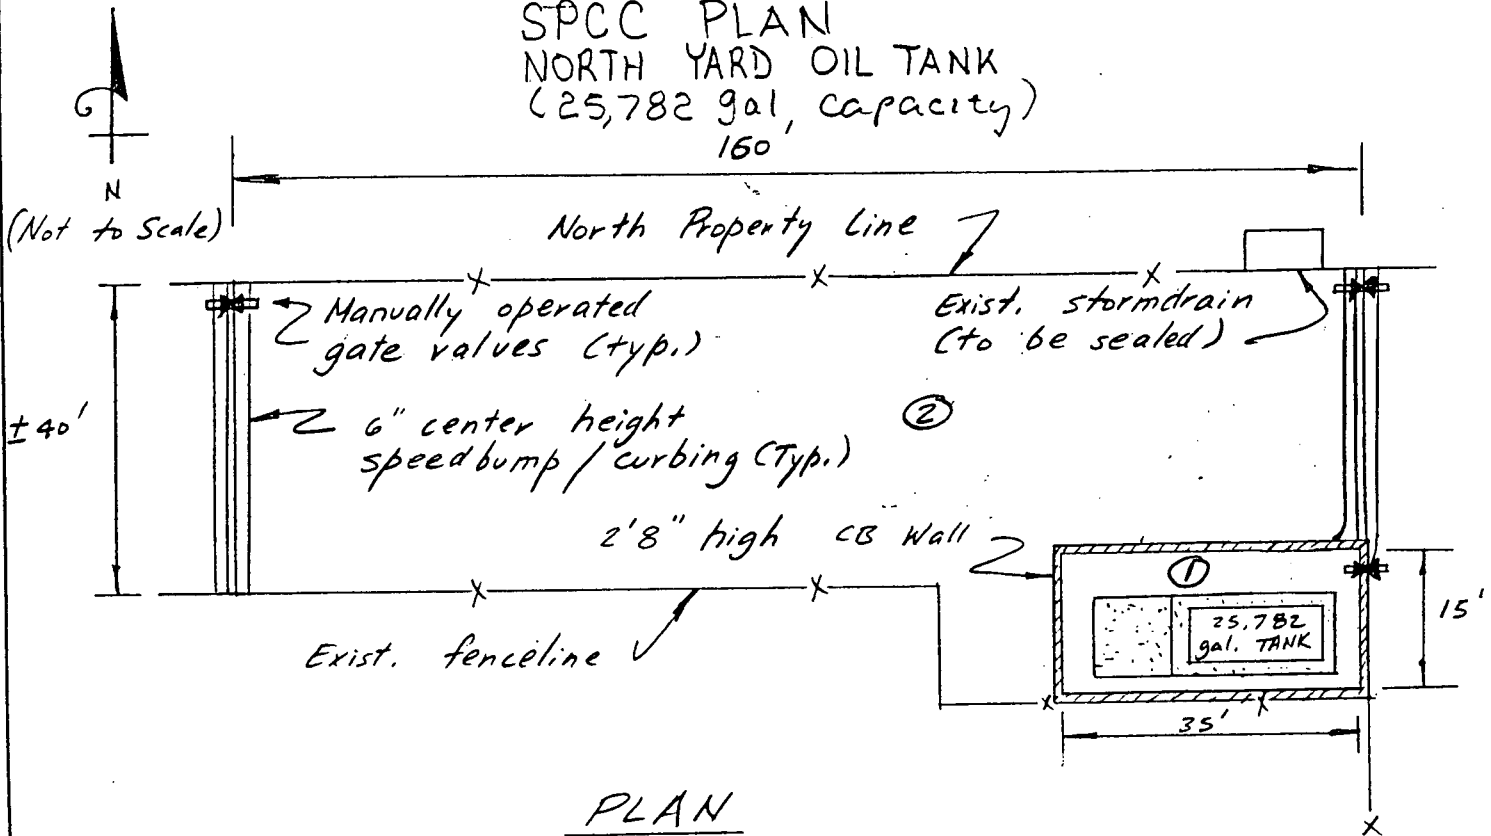 SPCC PLAN
NORTH YARD OIL TANK
(25,782 gal, capacity)
160'
N
(Not to Scale)
North Property Line
Manually operated
gate valves (typ.)
Exist. stormdrain
(to be sealed)
±40'
6" center height
speedbump / curbing (Typ.)
2
2'8" high CB Wall
1
25,782
gal. TANK
15'
Exist. fenceline
35'
PLAN